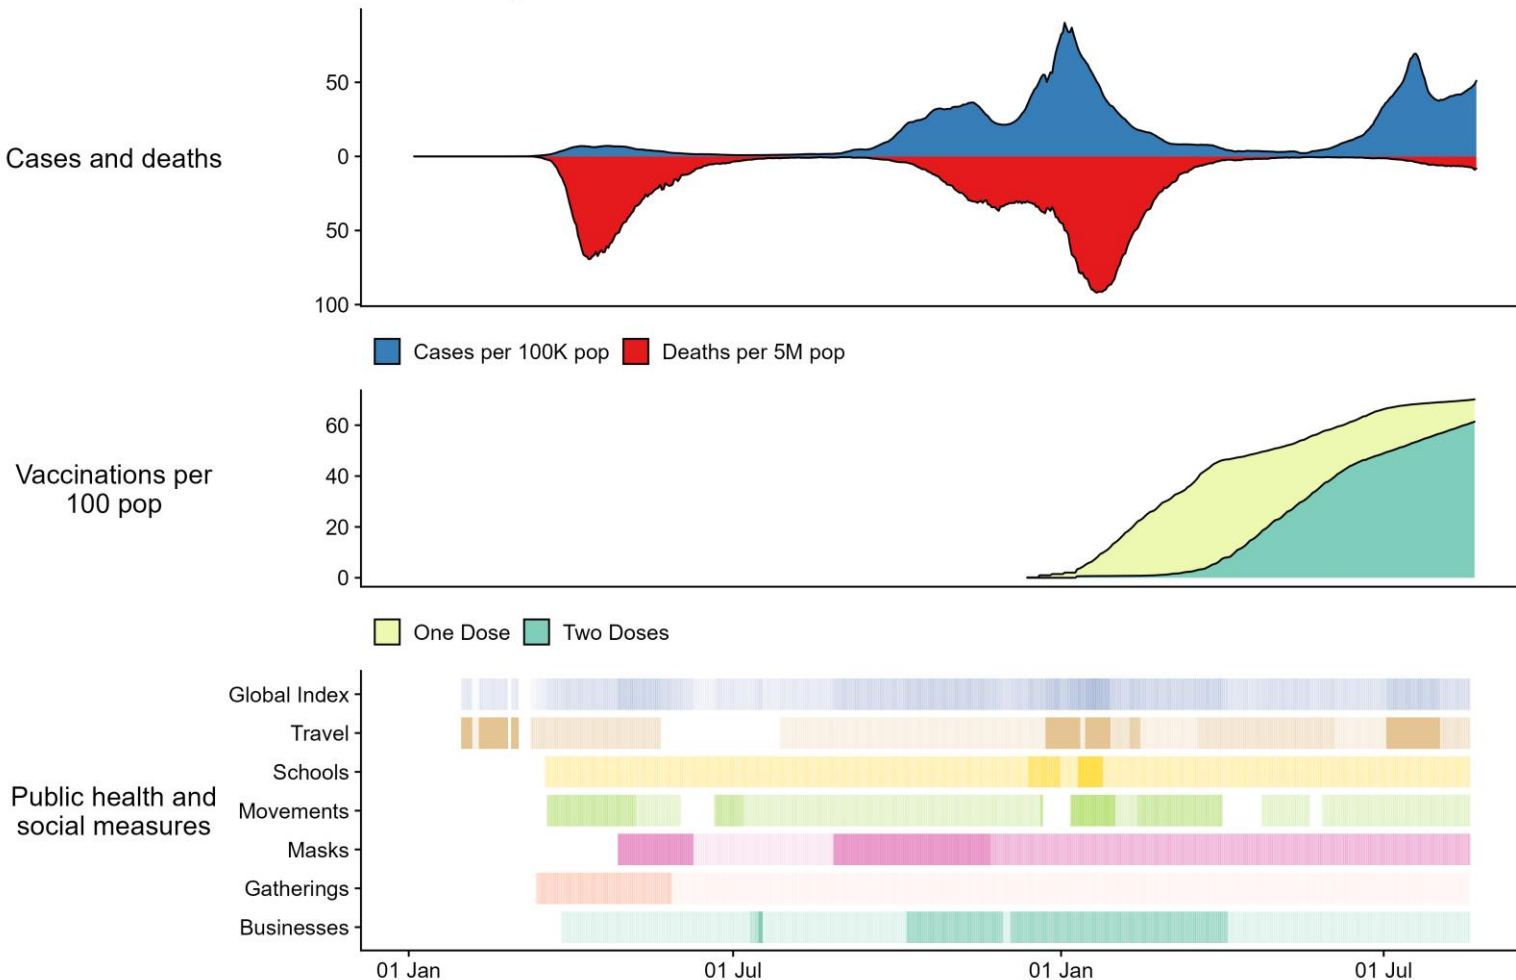 50
0
50
100
Cases and deaths
Cases per 100K pop
Deaths per 5M pop
60
40
20
0
Vaccinations per
100 pop
One Dose
Two Doses
Public health and
social measures
Global Index
Travel
Schools
Movements
Masks
Gatherings
Businesses
01 Jan
01 Jul
01 Jan
01 Jul